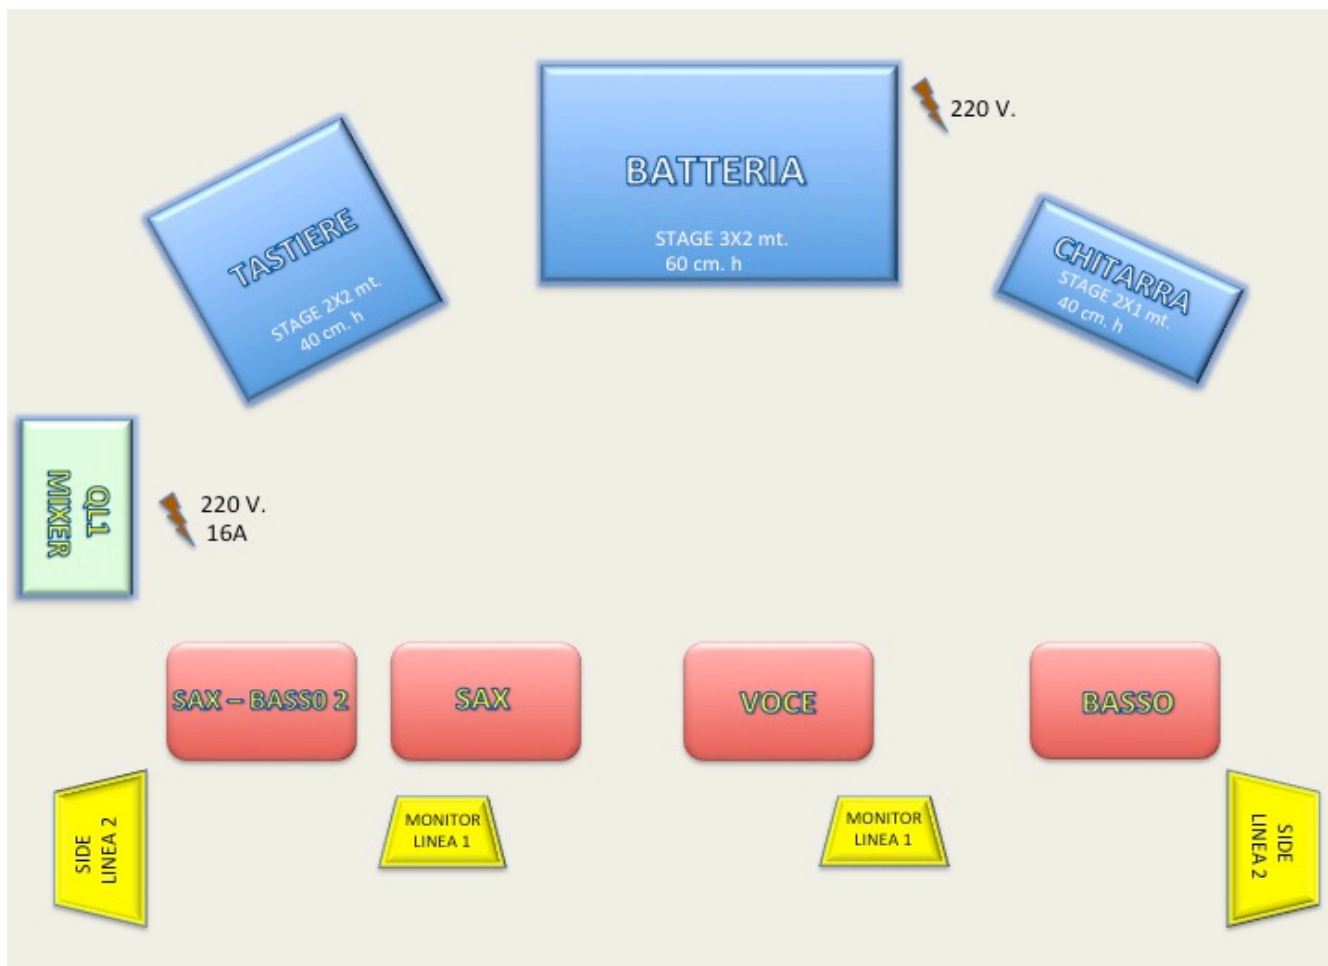 BATTERIA
STAGE 3X2 mt.
60 cm. h
220 V.
TASTIERE
STAGE 2X2 mt.
40 cm. h
CHITARRA
STAGE 2X1 mt.
40 cm. h
QL1
MIXER
220 V.
16A
SAX – BASS0 2
SAX
VOCE
BASSO
SIDE
LINEA 2
MONITOR
LINEA 1
MONITOR
LINEA 1
SIDE
LINEA 2